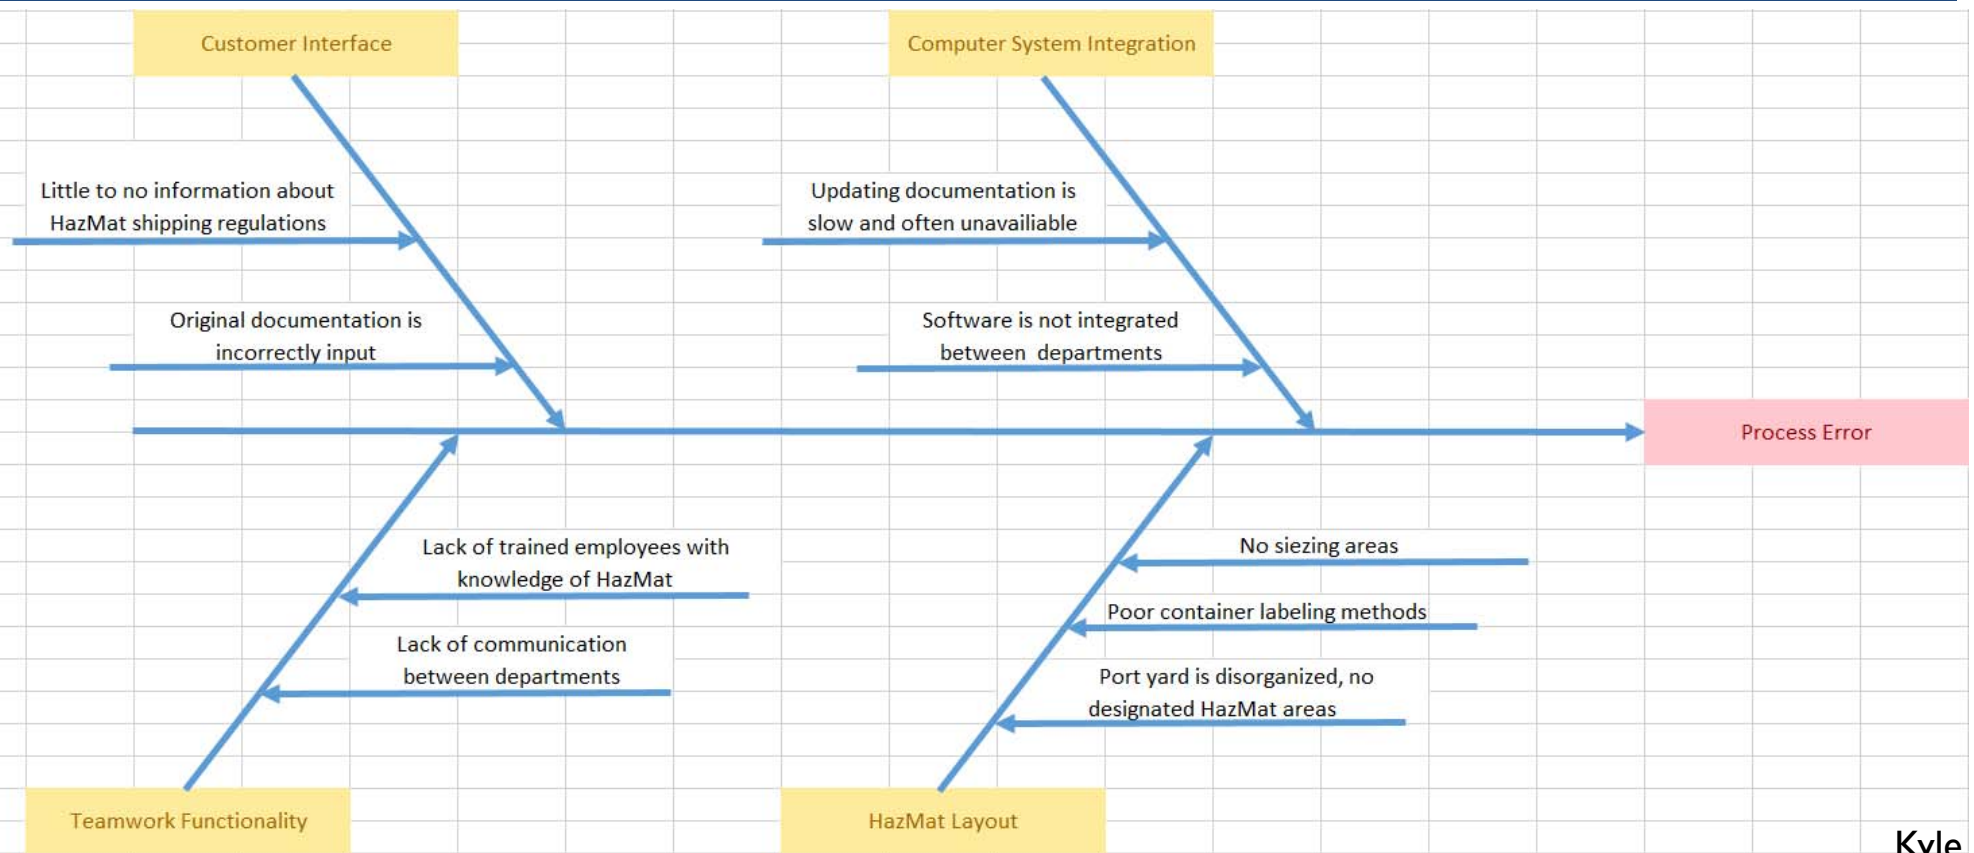 Customer Interface
Computer System Integration
Little to no information about
HazMat shipping regulations
Updating documentation is
slow and often unavailiable
Original documentation is
incorrectly input
Software is not integrated
between  departments
Process Error
Lack of trained employees with
knowledge of HazMat
No siezing areas
Poor container labeling methods
Lack of communication
between departments
Port yard is disorganized, no
designated HazMat areas
Teamwork Functionality
HazMat Layout
Kyle